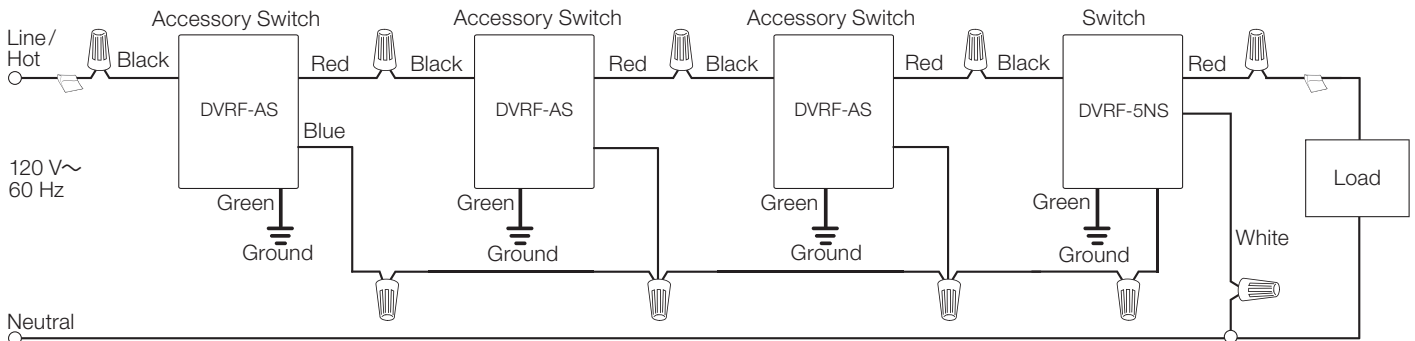 Accessory Switch
Accessory Switch
Accessory Switch
Switch
Line/
Hot
Black
Red
Black
Red
Black
Red
Black
Red
DVRF-AS
DVRF-AS
DVRF-AS
DVRF-5NS
Blue
120 V~
60 Hz
Load
Green
Green
Green
Green
Ground
Ground
Ground
Ground
White
Neutral